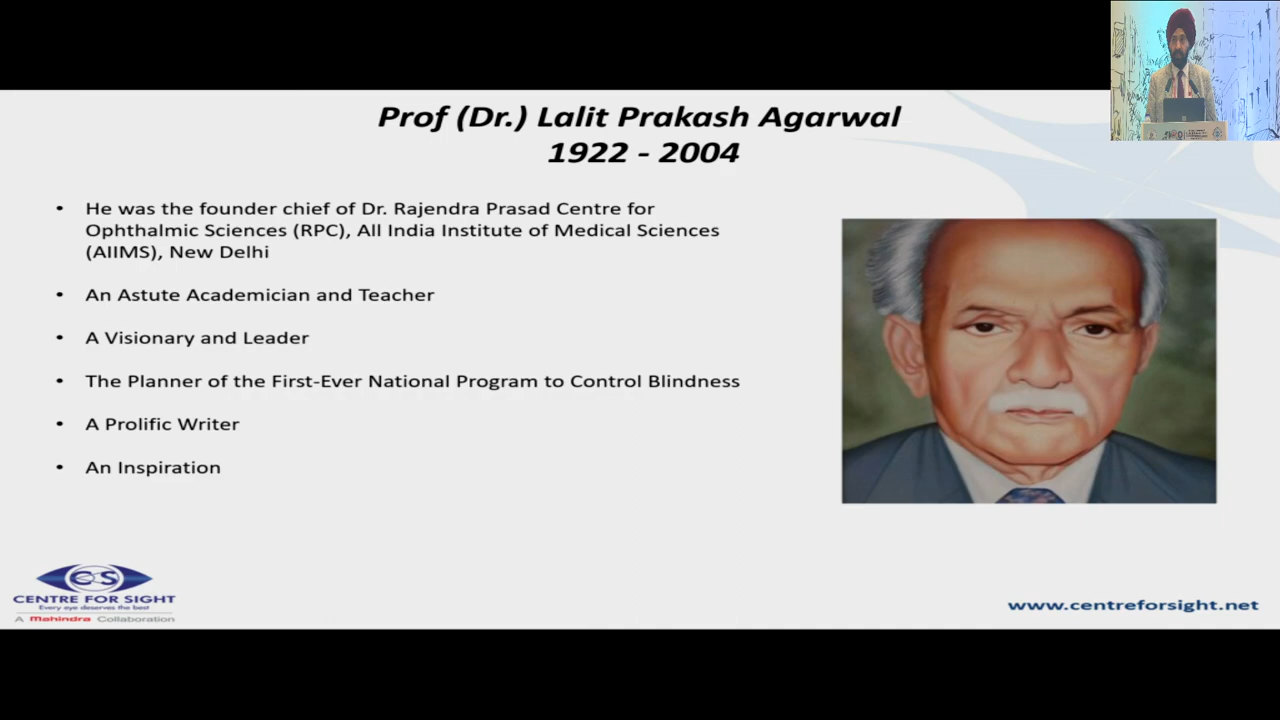 Prof (Dr.) Lalit Prakash Agarwal
1922 - 2004
• He was the founder chief of Dr. Rajendra Prasad Centre for
Ophthalmic Sciences (RPC), All India Institute of Medical Sciences
(AIIMS), New Delhi
• An Astute Academician and Teacher
• A Visionary and Leader
• The Planner of the First-Ever National Program to Control Blindness
• A Prolific Writer
• An Inspiration
CS
CENTRE FOR SIGHT
Every eye deserves the best
A Mahindra Collaboration
www.centreforsight.net